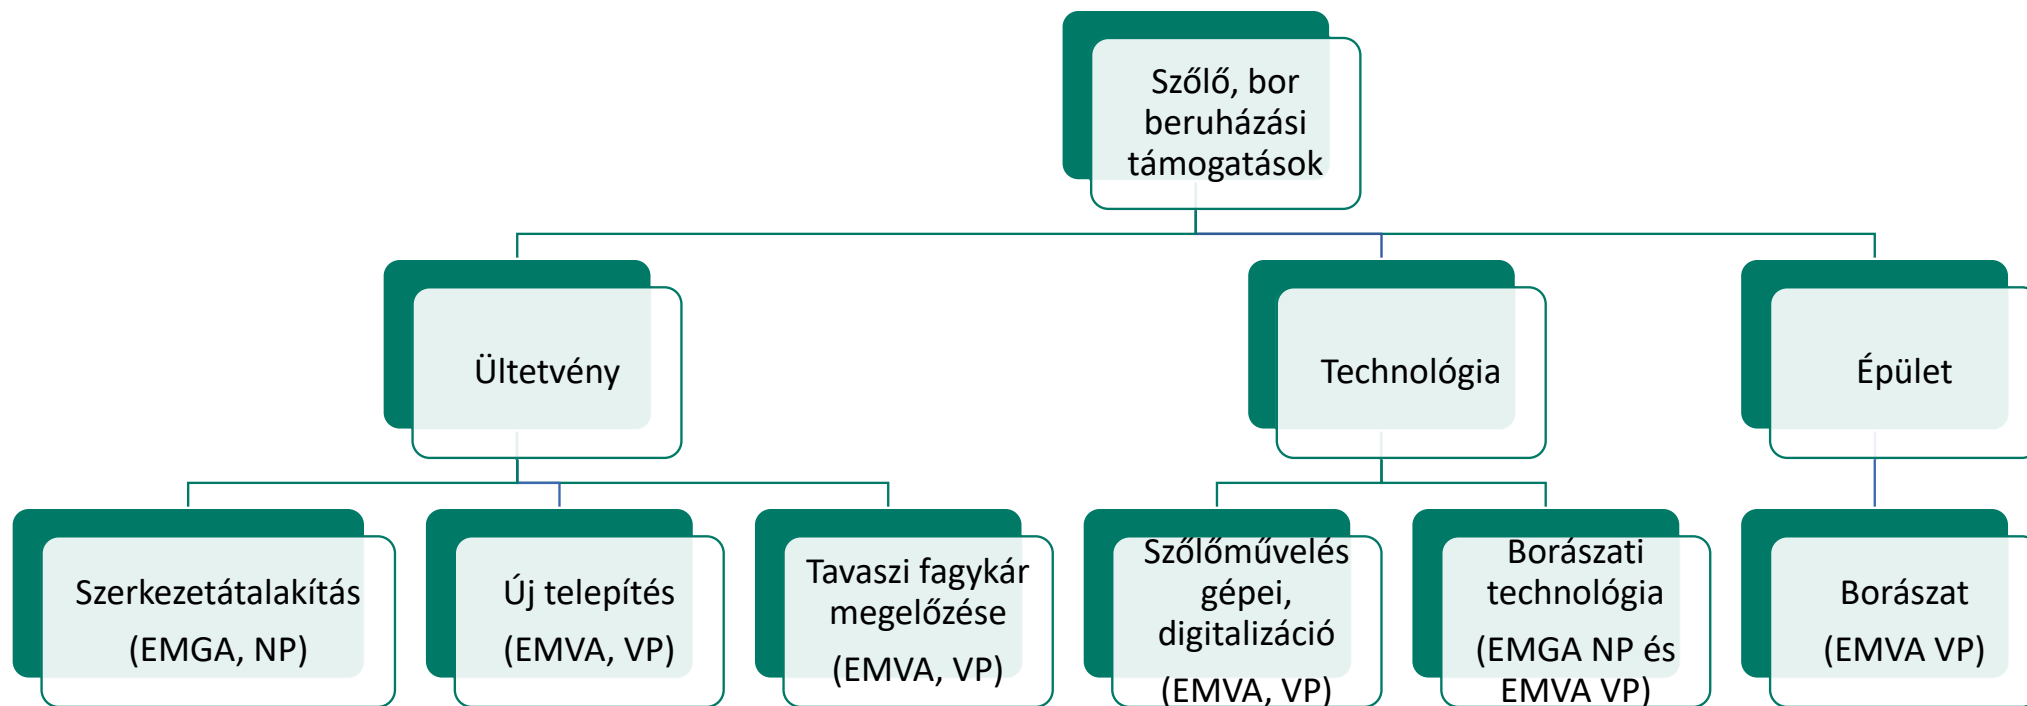 Szőlő, bor
beruházási
támogatások
Ültetvény
Technológia
Épület
Szerkezetátalakítás
(EMGA, NP)
Új telepítés
(EMVA, VP)
Tavaszi fagykár
megelőzése
(EMVA, VP)
Szőlőművelés
gépei,
digitalizáció
(EMVA, VP)
Borászati
technológia
(EMGA NP és
EMVA VP)
Borászat
(EMVA VP)